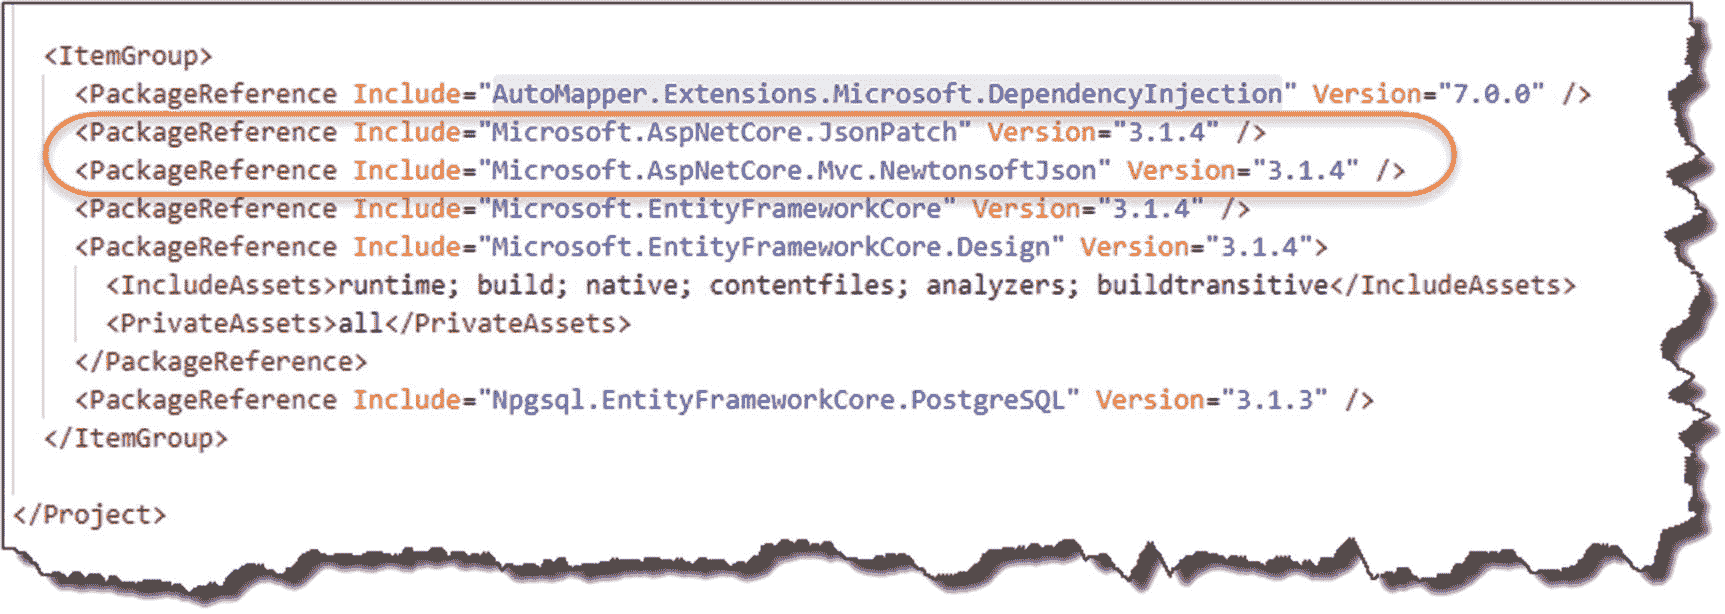 <ItemGroup>
<PackageReference Include="AutoMapper.Extensions.Microsoft.DependencyInjection" Version="7.0.0" />
<PackageReference Include="Microsoft.AspNetCore.JsonPatch" Version="3.1.4" />
<PackageReference Include="Microsoft.AspNetCore.Mvc.NewtonsoftJson" Version="3.1.4" />
<PackageReference Include="Microsoft.EntityFrameworkCore" Version="3.1.4" />
<PackageReference Include="Microsoft.EntityFrameworkCore.Design" Version="3.1.4">
<IncludeAssets>runtime; build; native; contentfiles; analyzers; buildtransitive</IncludeAssets>
<PrivateAssets>all</PrivateAssets>
</PackageReference>
<PackageReference Include="Npgsql.EntityFrameworkCore.PostgreSQL" Version="3.1.3" />
</ItemGroup>
</Project>